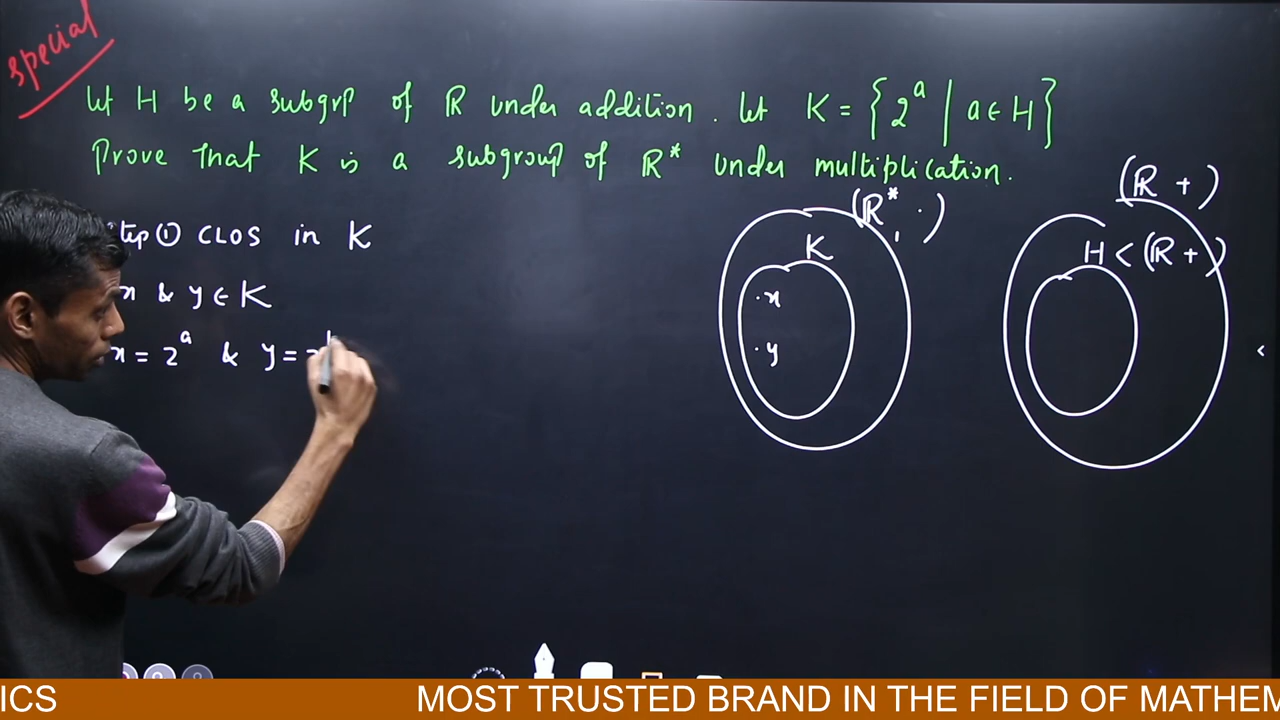 special
Let H be a subgrp of ℝ under addition. Let K = { 2^a | a ∈ H }
Prove that K is a subgroup of ℝ* under multiplication.
Step ① CLOS in K
x & y ∈ K
x = 2^a & y =
(ℝ*, ·)
K
· x
· y
(ℝ +)
H < (ℝ +)
ICS MOST TRUSTED BRAND IN THE FIELD OF MATHEM